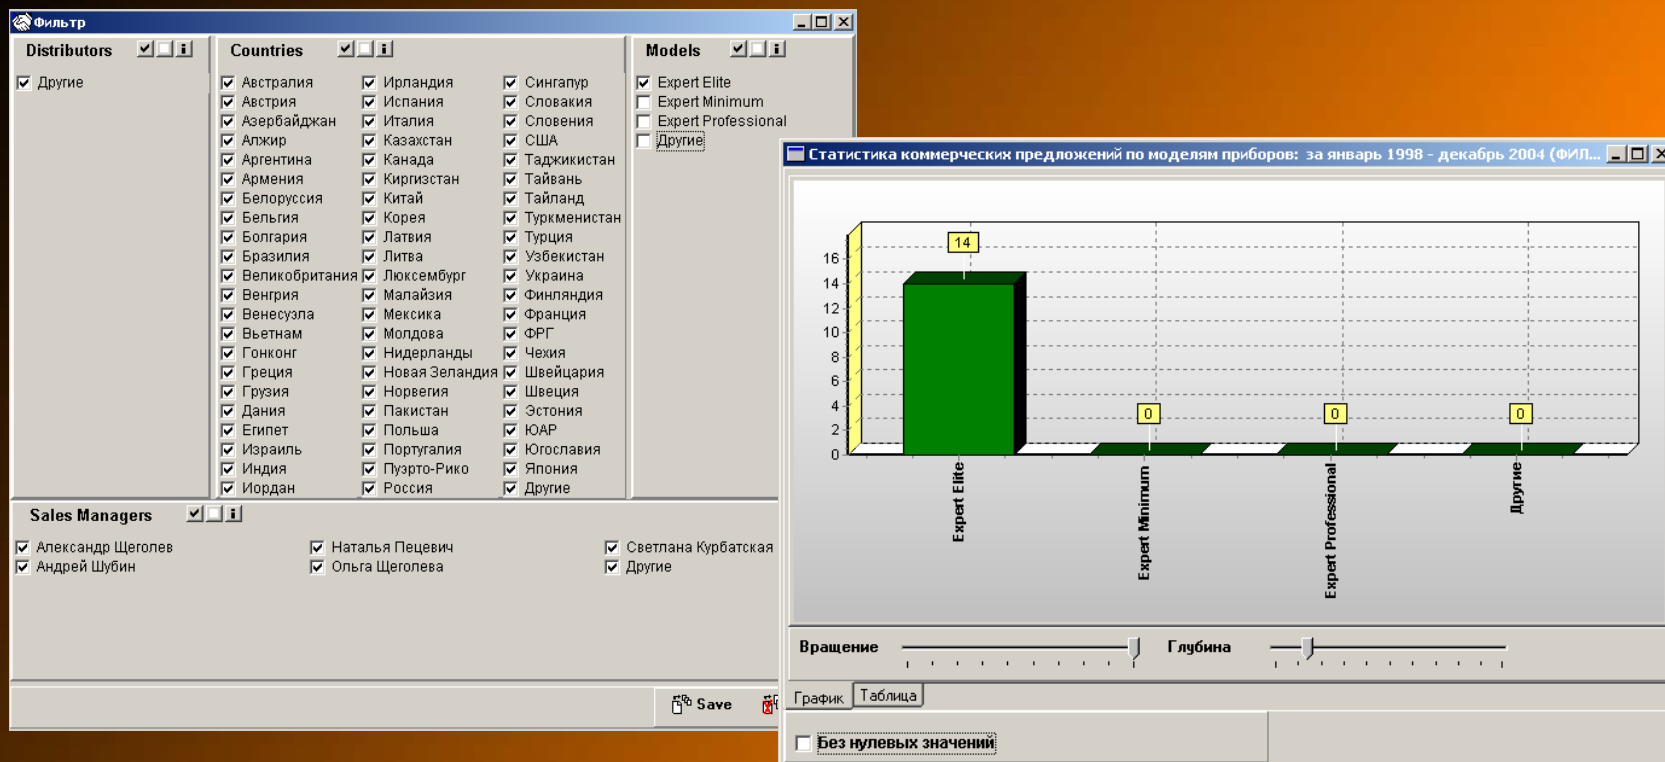 Фильтр
Distributors
Другие
Countries
Австралия
Австрия
Азербайджан
Алжир
Аргентина
Армения
Белоруссия
Бельгия
Болгария
Бразилия
Великобритания
Венгрия
Венесуэла
Вьетнам
Гонконг
Греция
Грузия
Дания
Египет
Израиль
Индия
Иордан
Ирландия
Испания
Италия
Казахстан
Канада
Киргизстан
Китай
Корея
Латвия
Литва
Люксембург
Малайзия
Мексика
Молдова
Нидерланды
Новая Зеландия
Норвегия
Пакистан
Польша
Португалия
Пуэрто-Рико
Россия
Сингапур
Словакия
Словения
США
Таджикистан
Тайвань
Тайланд
Туркменистан
Турция
Узбекистан
Украина
Финляндия
Франция
ФРГ
Чехия
Швейцария
Швеция
Эстония
ЮАР
Югославия
Япония
Другие
Models
Expert Elite
Expert Minimum
Expert Professional
Другие
Sales Managers
Александр Щеголев
Андрей Шубин
Наталья Пецевич
Ольга Щеголева
Светлана Курбатская
Другие
Save
Статистика коммерческих предложений по моделям приборов: за январь 1998 - декабрь 2004 (ФИЛ...
16
14
12
10
8
6
4
2
0
14
0
0
0
Expert Elite
Expert Minimum
Expert Professional
Другие
Вращение
Глубина
График
Таблица
Без нулевых значений